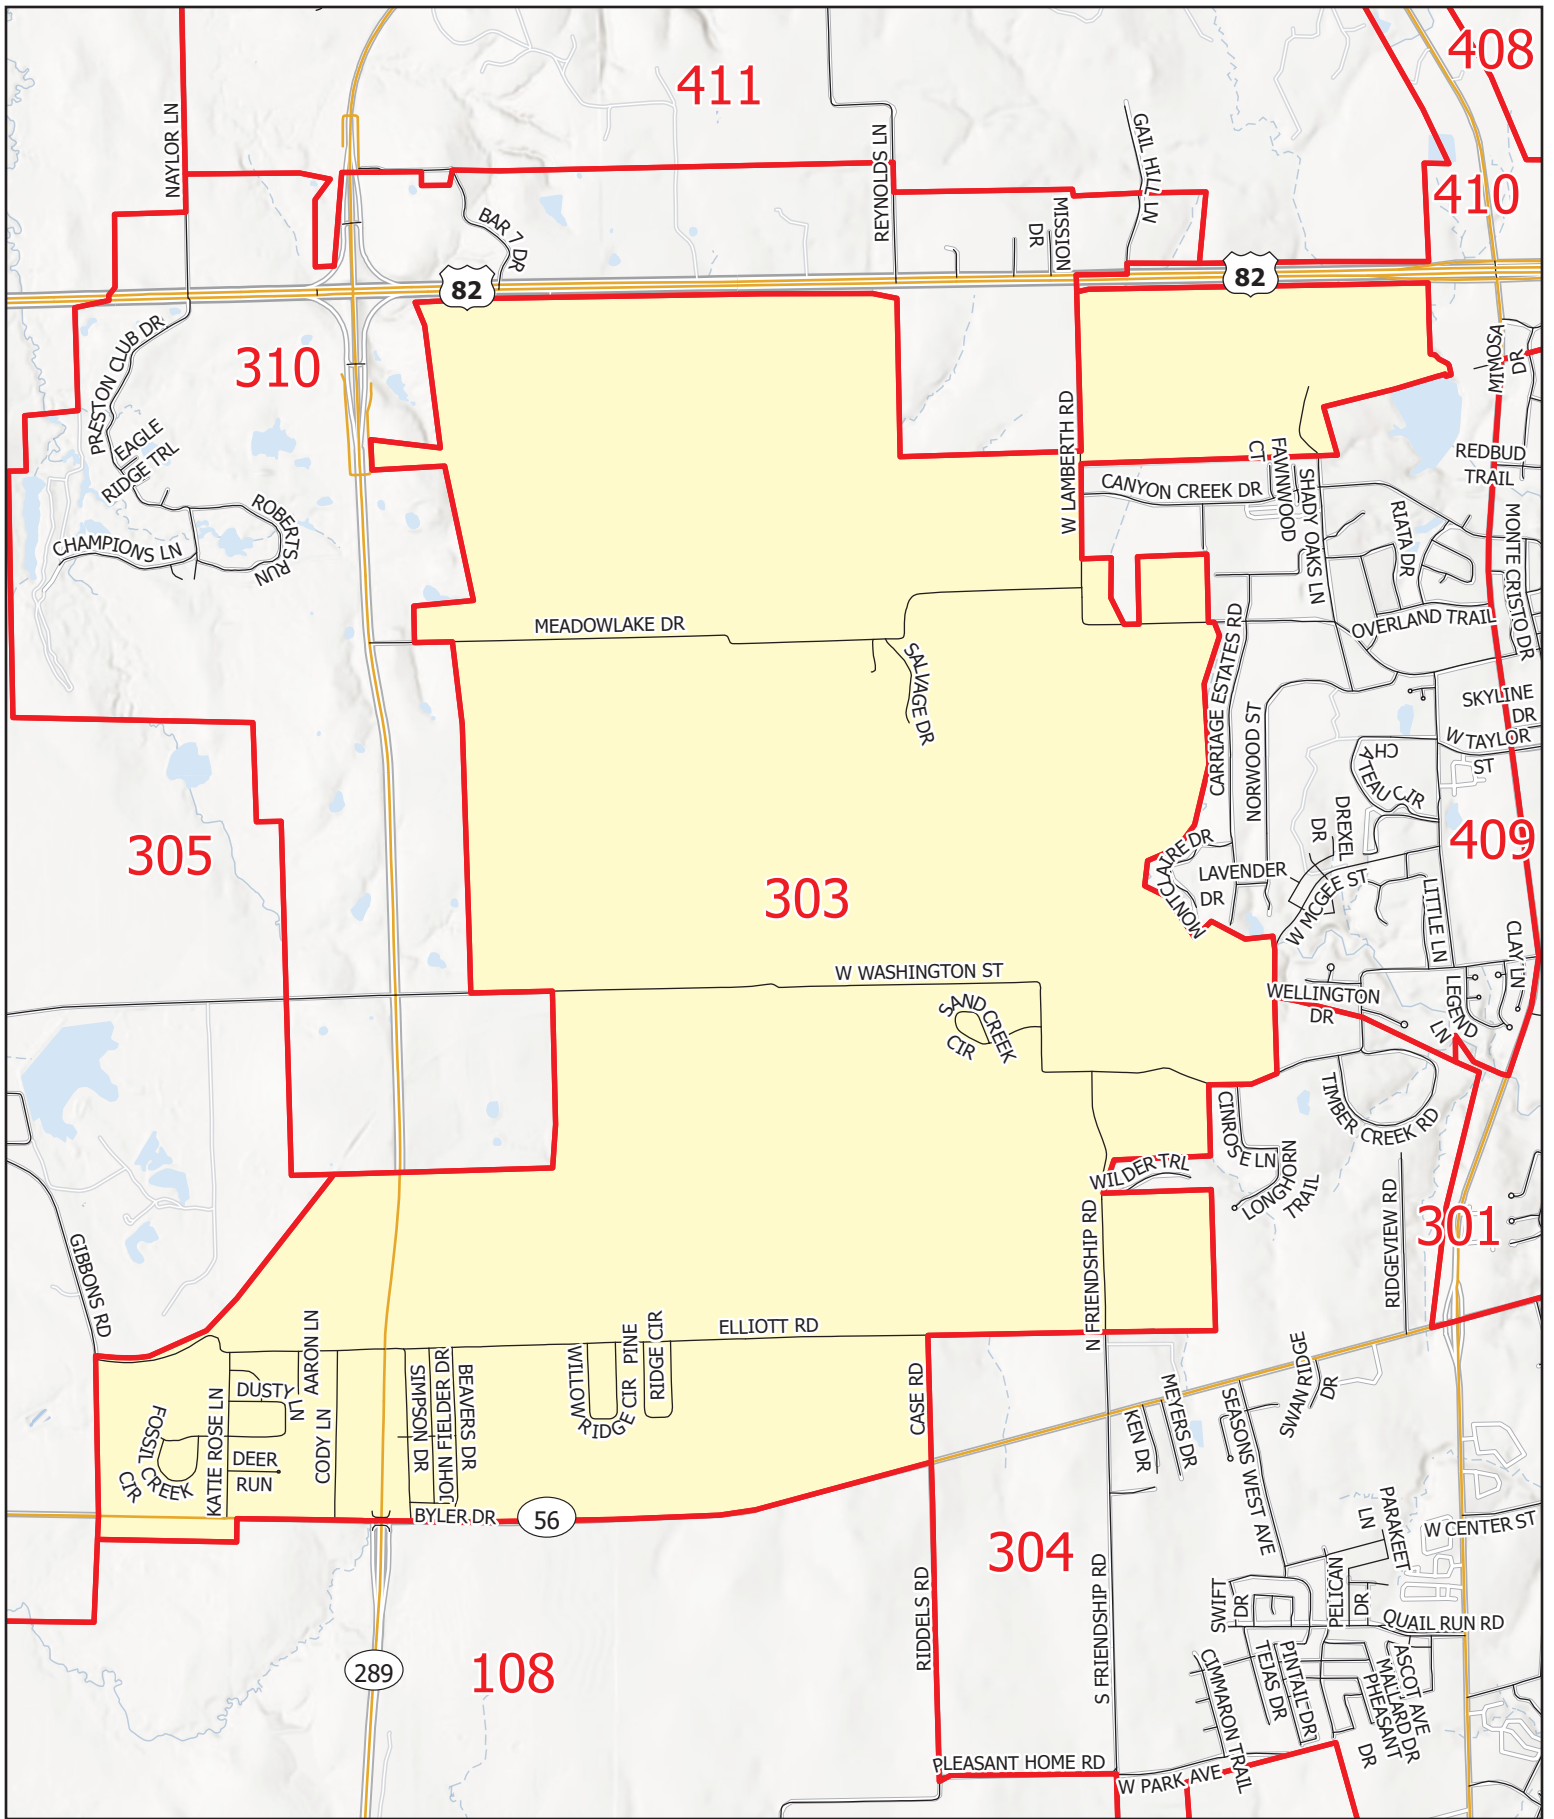 408
411
NAYLOR LN
REYNOLDS LN
GAIL HILL LN
410
BAR 7 DR
MISSION
DR
82
82
PRESTON CLUB DR
310
MIMOSA
DR
EAGLE
RIDGE TRL
W LAMBERTH RD
REDBUD
TRAIL
FAWNWOOD
CT
CANYON CREEK DR
SHADY OAKS LN
RIATA DR
MONTE CRISTO DR
ROBERTS
RUN
CHAMPIONS LN
MEADOWLAKE DR
OVERLAND TRAIL
SALVAGE DR
CARRIAGE ESTATES RD
NORWOOD ST
SKYLINE
DR
W TAYLOR
ST
CHATEAU CIR
DREXEL
DR
409
305
303
MONTCLAIRE DR
LAVENDER
DR
W MCGEE ST
LITTLE LN
CLAY LN
W WASHINGTON ST
SAND CREEK
CIR
WELLINGTON
DR
LEGEND
LN
TIMBER CREEK RD
CINROSE LN
WILDER TRL
LONGHORN
TRAIL
RIDGEVIEW RD
301
GIBBONS RD
N FRIENDSHIP RD
AARON LN
ELLIOTT RD
PINE
RIDGE CIR
WILLOW
RIDGE CIR
SIMPSON DR
JOHN FIELDER DR
BEAVERS DR
DUSTY
LN
CASE RD
SWAN RIDGE
DR
MEYERS DR
KEN DR
SEASONS WEST AVE
FOSSIL
CREEK
CIR
KATIE ROSE LN
DEER
RUN
CODY LN
BYLER DR
56
PARAKEET
LN
W CENTER ST
304
RIDDELS RD
S FRIENDSHIP RD
SWIFT
DR
PELICAN
DR
QUAIL RUN RD
289
108
CIMMARON TRAIL
TEJAS DR
PINTAIL DR
ASCOT AVE
MALLARD DR
PHEASANT
DR
PLEASANT HOME RD
W PARK AVE